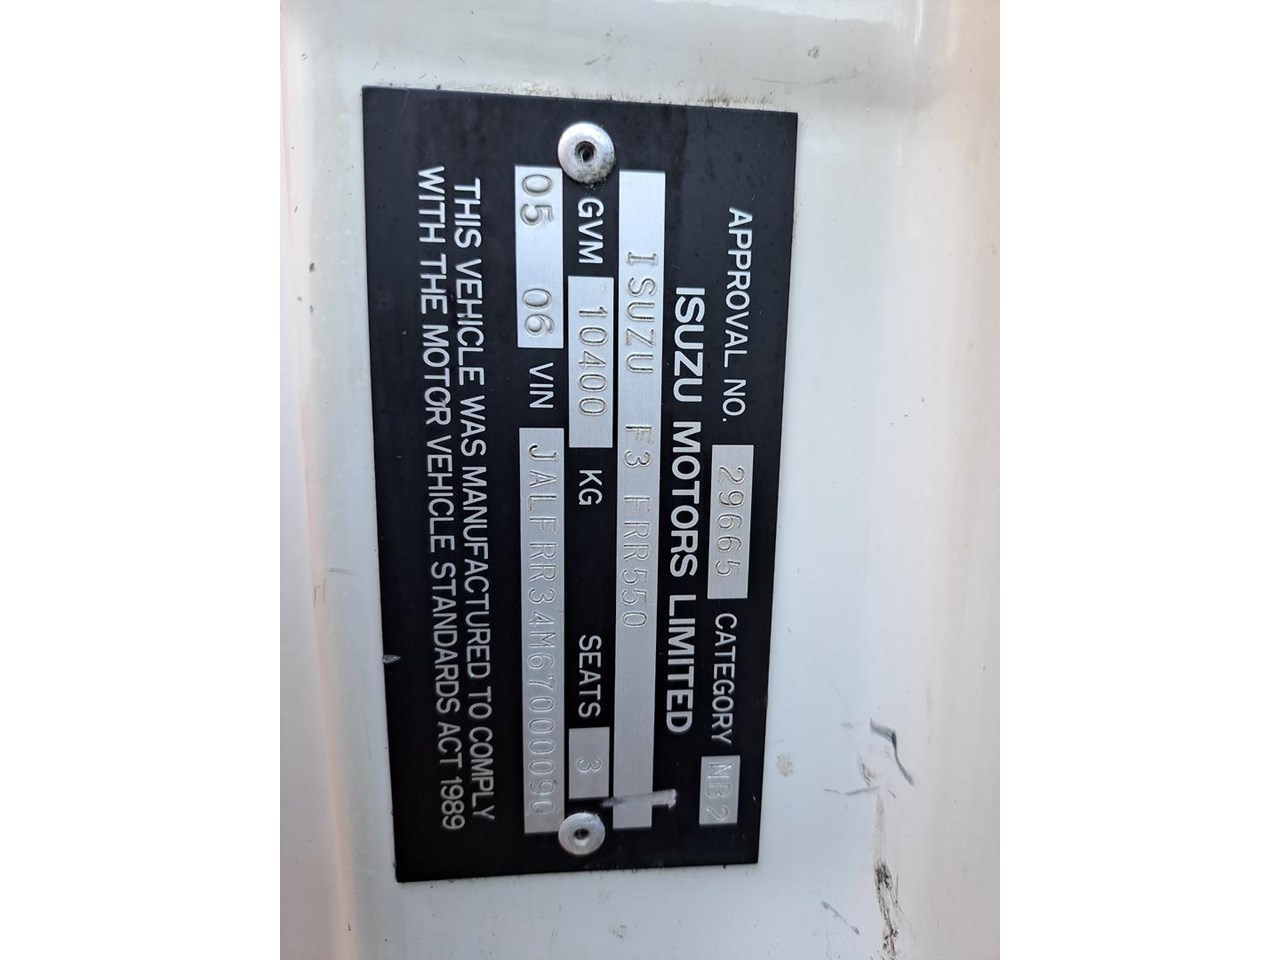 APPROVAL NO. 29665 CATEGORY NB2
ISUZU MOTORS LIMITED
ISUZU F3 FRR550
GVM 10400 KG SEATS 3
05 06 VIN JALFRR34M67000090
THIS VEHICLE WAS MANUFACTURED TO COMPLY
WITH THE MOTOR VEHICLE STANDARDS ACT 1989